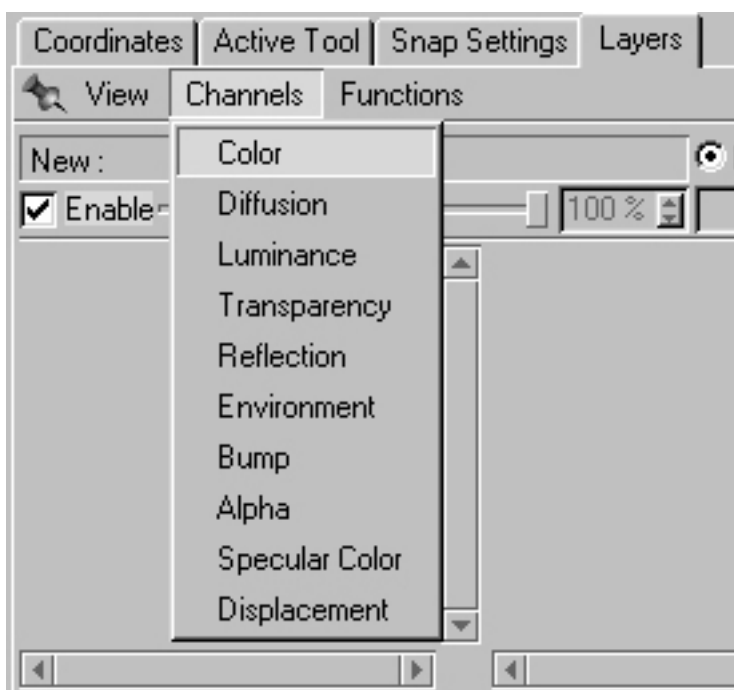 Coordinates Active Tool Snap Settings Layers
View Channels Functions
New :
Color
Enable
100 %
Diffusion
Luminance
Transparency
Reflection
Environment
Bump
Alpha
Specular Color
Displacement